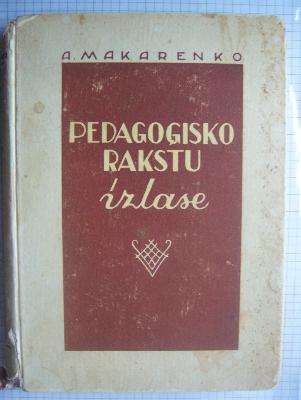 A. MAKARENKO
PEDAGOĢISKO
RAKSTU
izlase